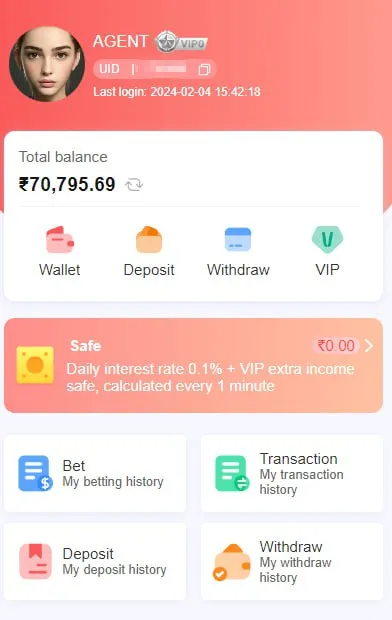 AGENT VIP0
UID |
Last login: 2024-02-04 15:42:18
Total balance
₹70,795.69
Wallet Deposit Withdraw VIP
Safe ₹0.00
Daily interest rate 0.1% + VIP extra income
safe, calculated every 1 minute
Bet
My betting history
Transaction
My transaction
history
Deposit
My deposit history
Withdraw
My withdraw
history